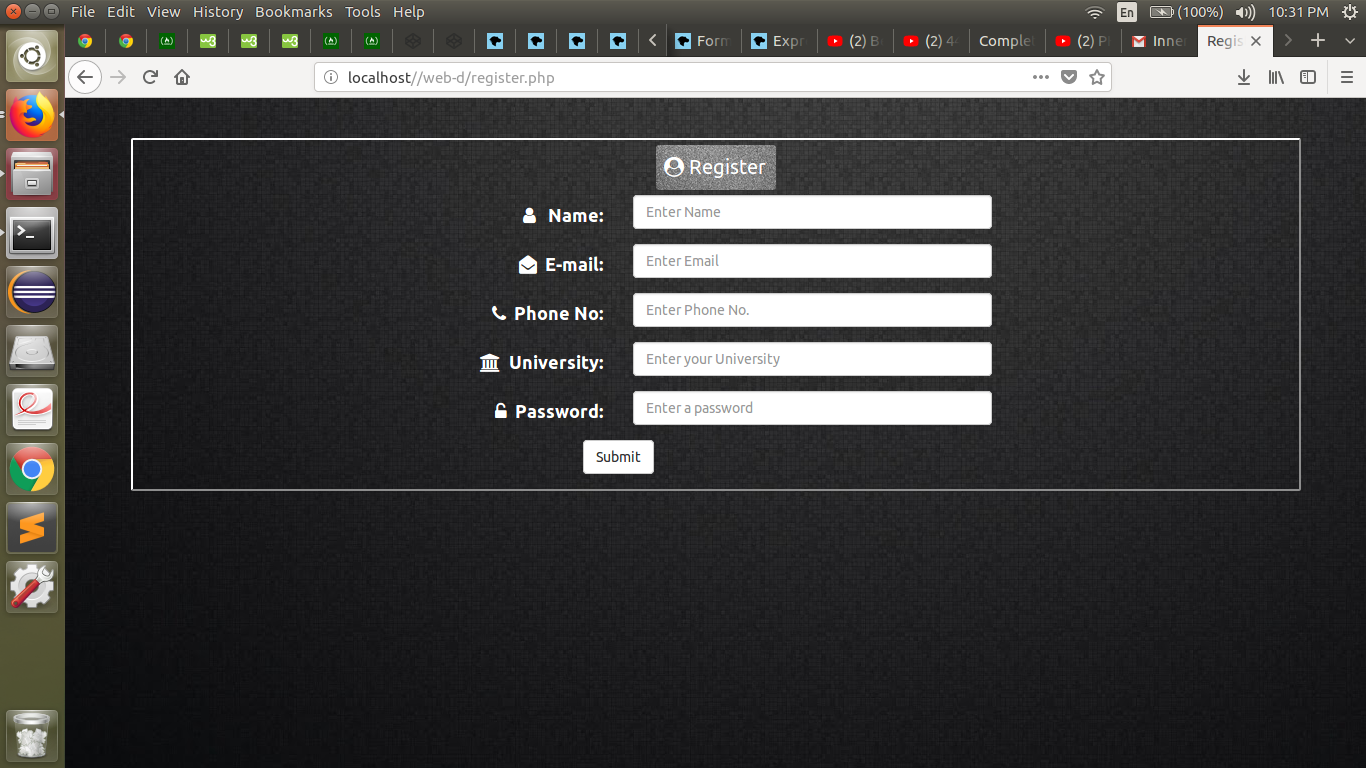 File Edit View History Bookmarks Tools Help
En (100%) 10:31 PM
Form Expr (2) B (2) 4 Complet (2) P Inner Regis
localhost//web-d/register.php
Register
Name: Enter Name
E-mail: Enter Email
Phone No: Enter Phone No.
University: Enter your University
Password: Enter a password
Submit